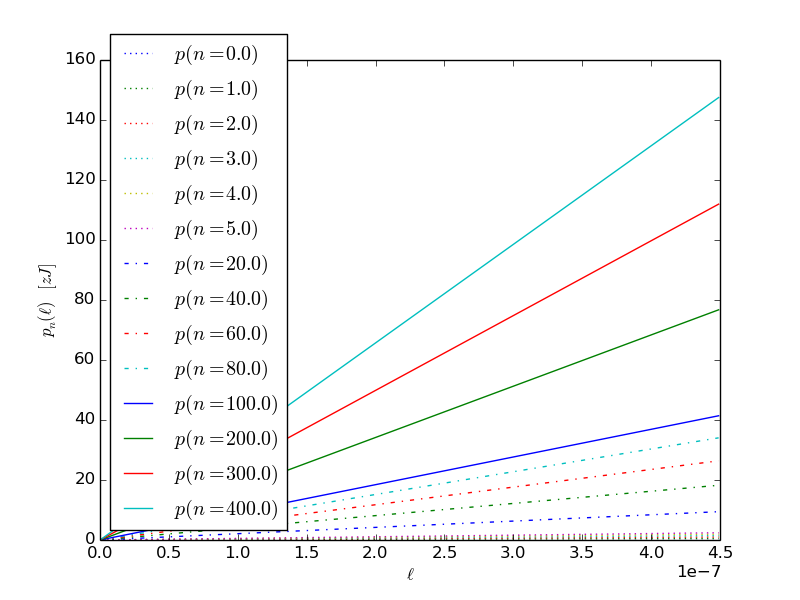 p(n=0.0)
p(n=1.0)
p(n=2.0)
p(n=3.0)
p(n=4.0)
p(n=5.0)
p(n=20.0)
p(n=40.0)
p(n=60.0)
p(n=80.0)
p(n=100.0)
p(n=200.0)
p(n=300.0)
p(n=400.0)
160
140
120
100
80
60
40
20
0
pₙ(ℓ) [zJ]
0.0 0.5 1.0 1.5 2.0 2.5 3.0 3.5 4.0 4.5
1e−7
ℓ